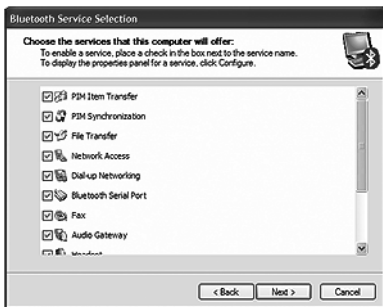 Bluetooth Service Selection
Choose the services that this computer will offer:
To enable a service, place a check in the box next to the service name.
To display the properties panel for a service, click Configure.
PIM Item Transfer
PIM Synchronization
File Transfer
Network Access
Dial-up Networking
Bluetooth Serial Port
Fax
Audio Gateway
Headset
< Back
Next >
Cancel